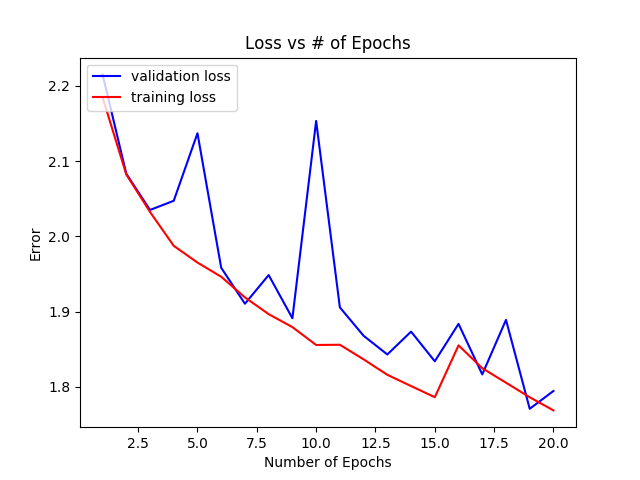 Loss vs # of Epochs
validation loss
training loss
2.2
2.1
2.0
1.9
1.8
Error
2.5 5.0 7.5 10.0 12.5 15.0 17.5 20.0
Number of Epochs